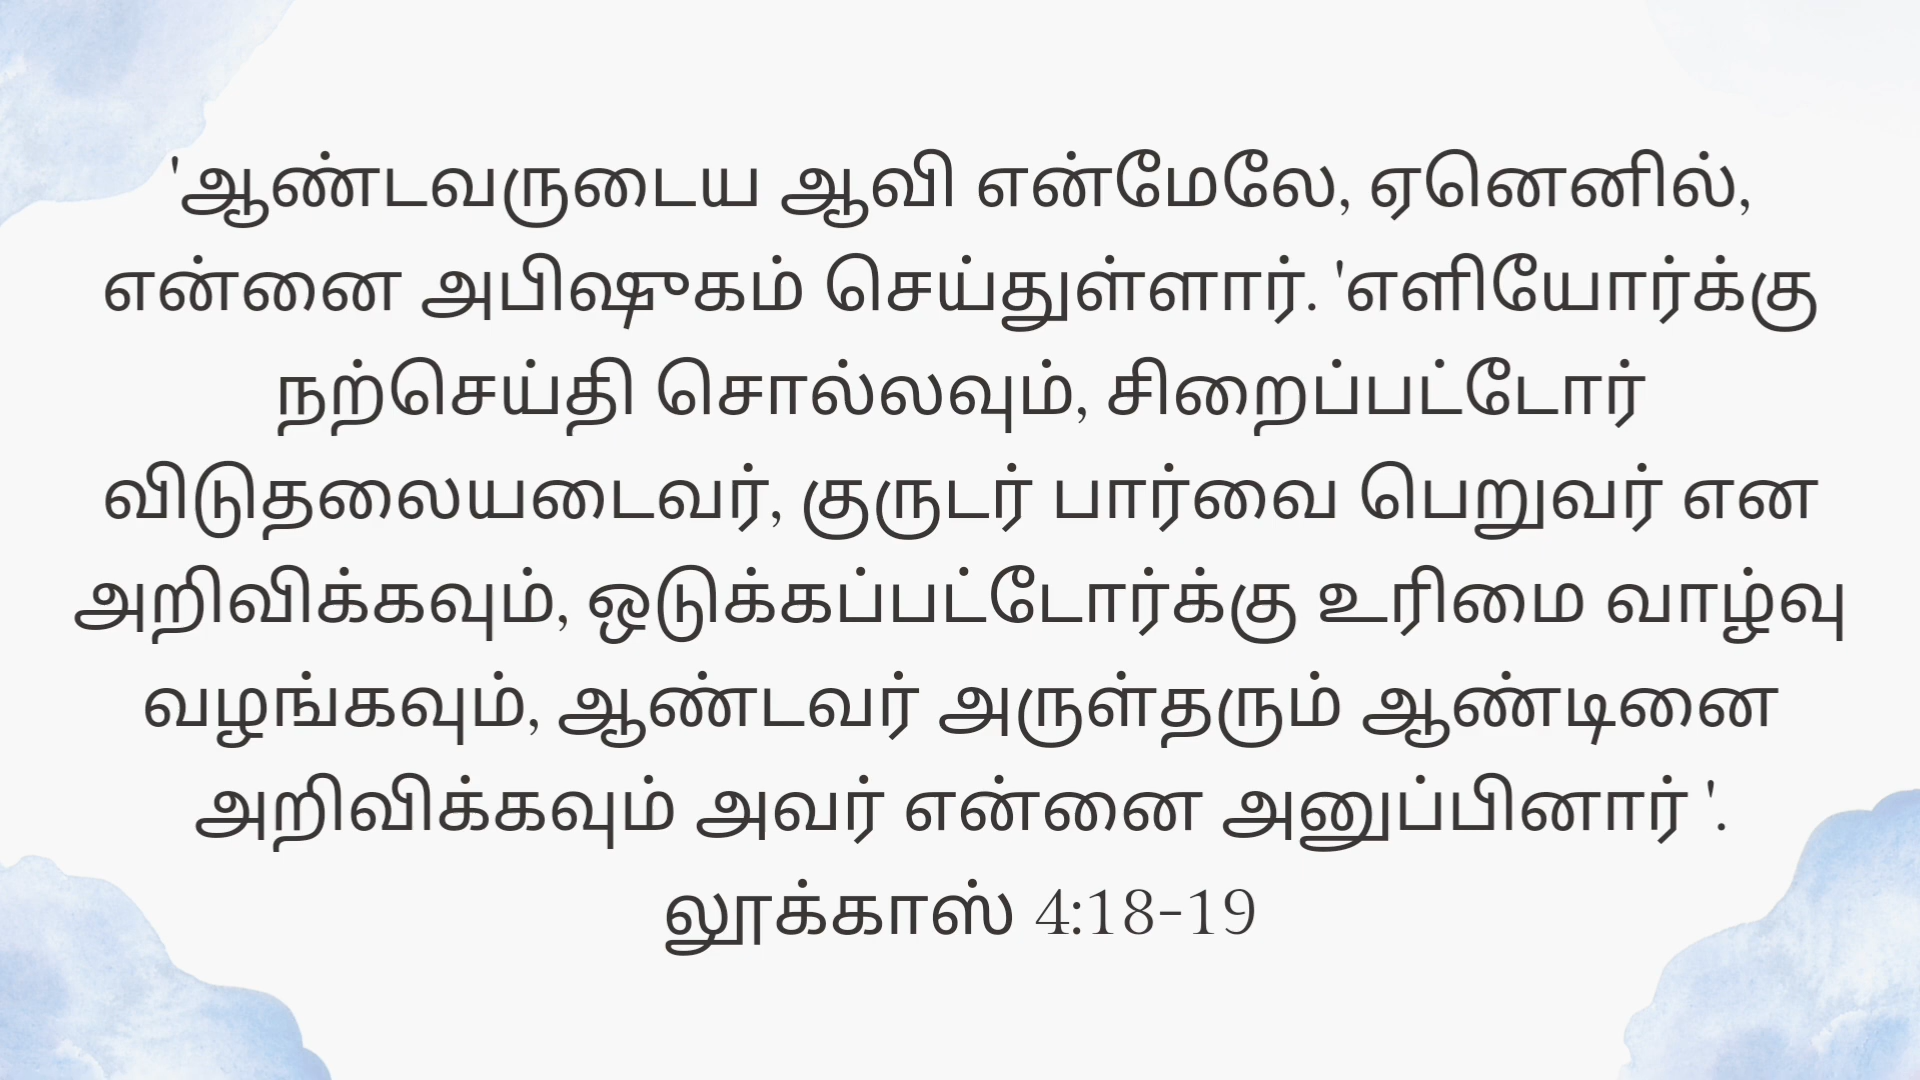 'ஆண்டவருடைய ஆவி என்மேலே, ஏனெனில்,
என்னை அபிஷுகம் செய்துள்ளார். 'எளியோர்க்கு
நற்செய்தி சொல்லவும், சிறைப்பட்டோர்
விடுதலையடைவர், குருடர் பார்வை பெறுவர் என
அறிவிக்கவும், ஒடுக்கப்பட்டோர்க்கு உரிமை வாழ்வு
வழங்கவும், ஆண்டவர் அருள்தரும் ஆண்டினை
அறிவிக்கவும் அவர் என்னை அனுப்பினார் '.
லூக்காஸ் 4:18-19